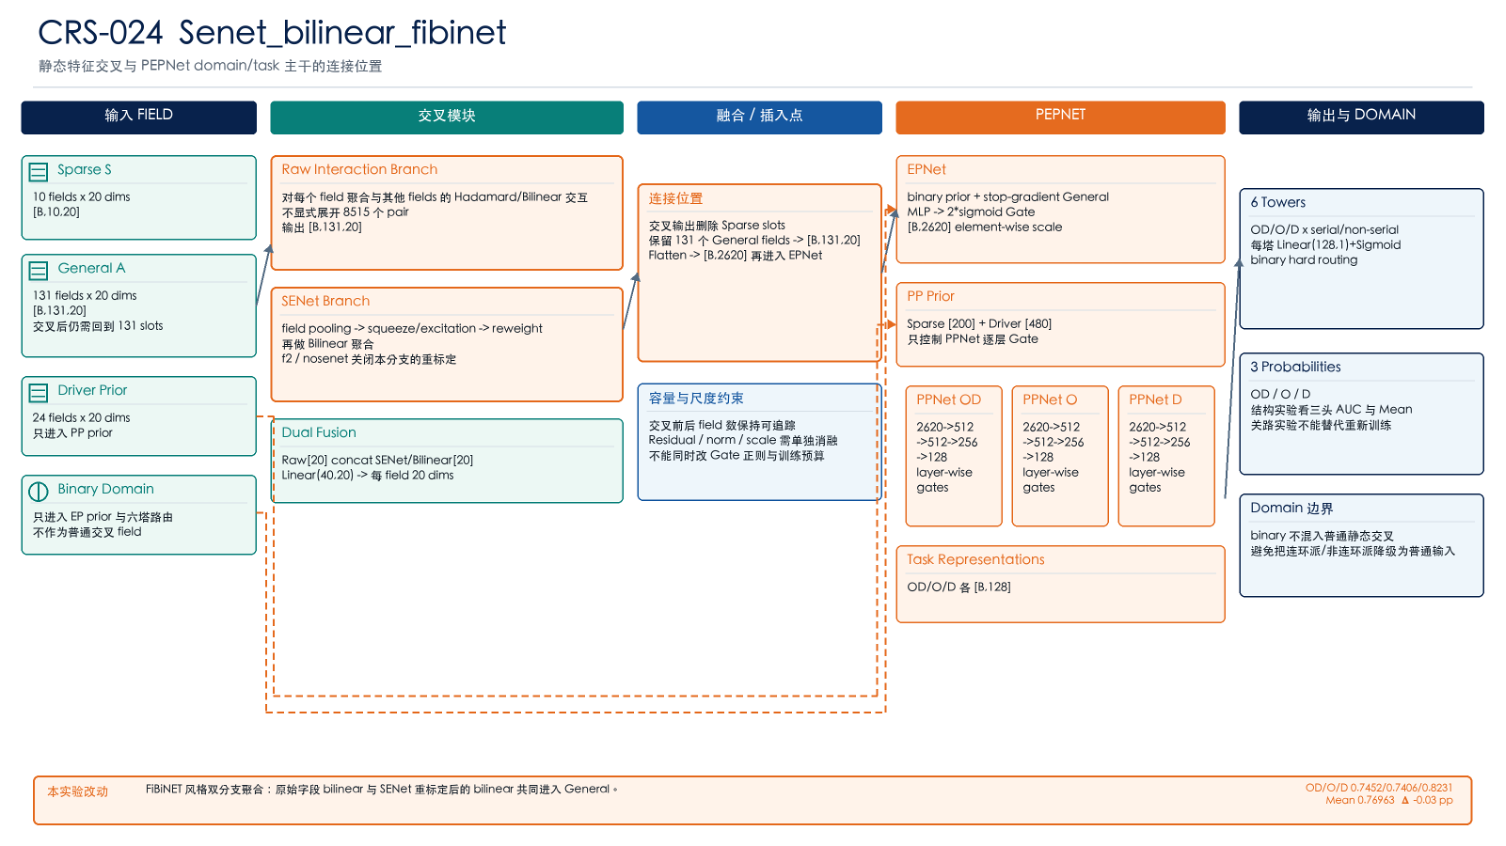 CRS-024 Senet_bilinear_fibinet
静态特征交叉与 PEPNet domain/task 主干的连接位置
输入 FIELD
交叉模块
融合 / 插入点
PEPNET
输出与 DOMAIN
Sparse S
10 fields x 20 dims
[B.10.20]
General A
131 fields x 20 dims
[B.131.20]
交叉后仍需回到 131 slots
Driver Prior
24 fields x 20 dims
只进入 PP prior
Binary Domain
只进入 EP prior 与六塔路由
不作为普通交叉 field
Raw Interaction Branch
对每个 field 聚合与其他 fields 的 Hadamard/Bilinear 交互
不显式展开 8515 个 pair
输出 [B.131.20]
SENet Branch
field pooling -> squeeze/excitation -> reweight
再做 Bilinear 聚合
f2 / nosenet 关闭本分支的重标定
Dual Fusion
Raw[20] concat SENet/Bilinear[20]
Linear(40.20) -> 每 field 20 dims
连接位置
交叉输出删除 Sparse slots
保留 131 个 General fields -> [B.131.20]
Flatten -> [B.2620] 再进入 EPNet
容量与尺度约束
交叉前后 field 数保持可追踪
Residual / norm / scale 需单独消融
不能同时改 Gate 正则与训练预算
EPNet
binary prior + stop-gradient General
MLP -> 2*sigmoid Gate
[B.2620] element-wise scale
PP Prior
Sparse [200] + Driver [480]
只控制 PPNet 逐层 Gate
PPNet OD
2620->512
->512->256
->128
layer-wise
gates
PPNet O
2620->512
->512->256
->128
layer-wise
gates
PPNet D
2620->512
->512->256
->128
layer-wise
gates
Task Representations
OD/O/D 各 [B.128]
6 Towers
OD/O/D x serial/non-serial
每塔 Linear(128.1)+Sigmoid
binary hard routing
3 Probabilities
OD / O / D
结构实验看三头 AUC 与 Mean
关路实验不能替代重新训练
Domain 边界
binary 不混入普通静态交叉
避免把连环派/非连环派降级为普通输入
本实验改动
FiBiNET 风格双分支聚合：原始字段 bilinear 与 SENet 重标定后的 bilinear 共同进入 General。
OD/O/D 0.7452/0.7406/0.8231
Mean 0.76963 Δ -0.03 pp